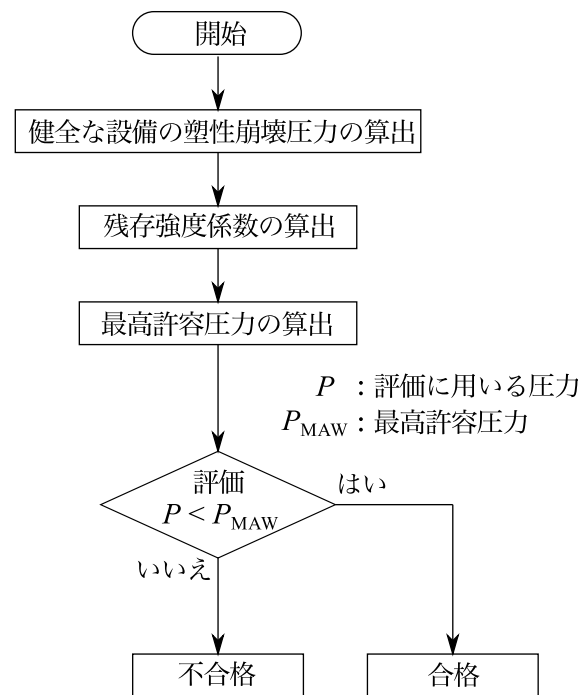 開始
健全な設備の塑性崩壊圧力の算出
残存強度係数の算出
最高許容圧力の算出
P ：評価に用いる圧力
P_MAW：最高許容圧力
評価
P < P_MAW
はい
いいえ
不合格
合格